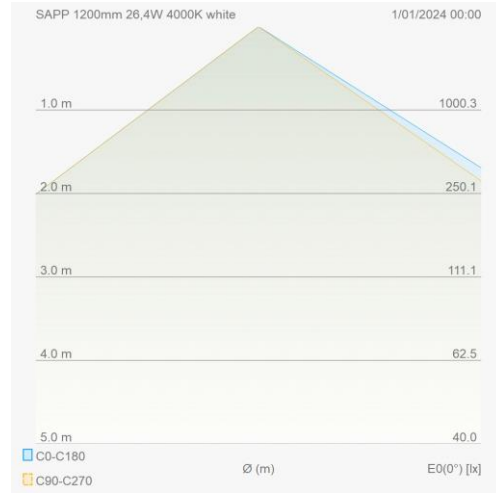 SAPP 1200mm 26,4W 4000K white 1/01/2024 00:00
1.0 m 1000.3
2.0 m 250.1
3.0 m 111.1
4.0 m 62.5
5.0 m 40.0
C0-C180
Ø (m) E0(0°) [lx]
C90-C270